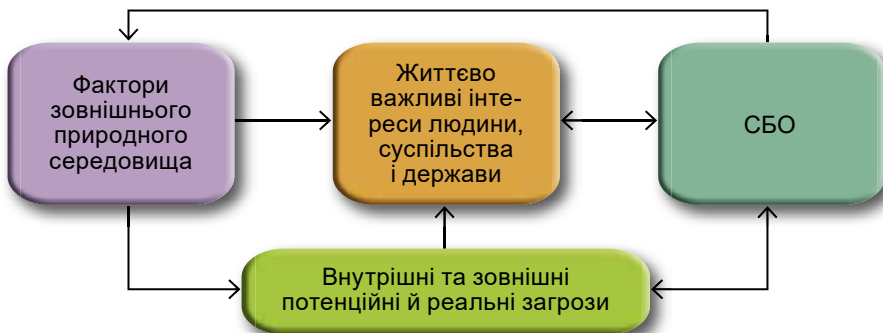 Фактори
зовнішнього
природного
середовища
Життєво
важливі інте-
реси людини,
суспільства
і держави
СБО
Внутрішні та зовнішні
потенційні й реальні загрози